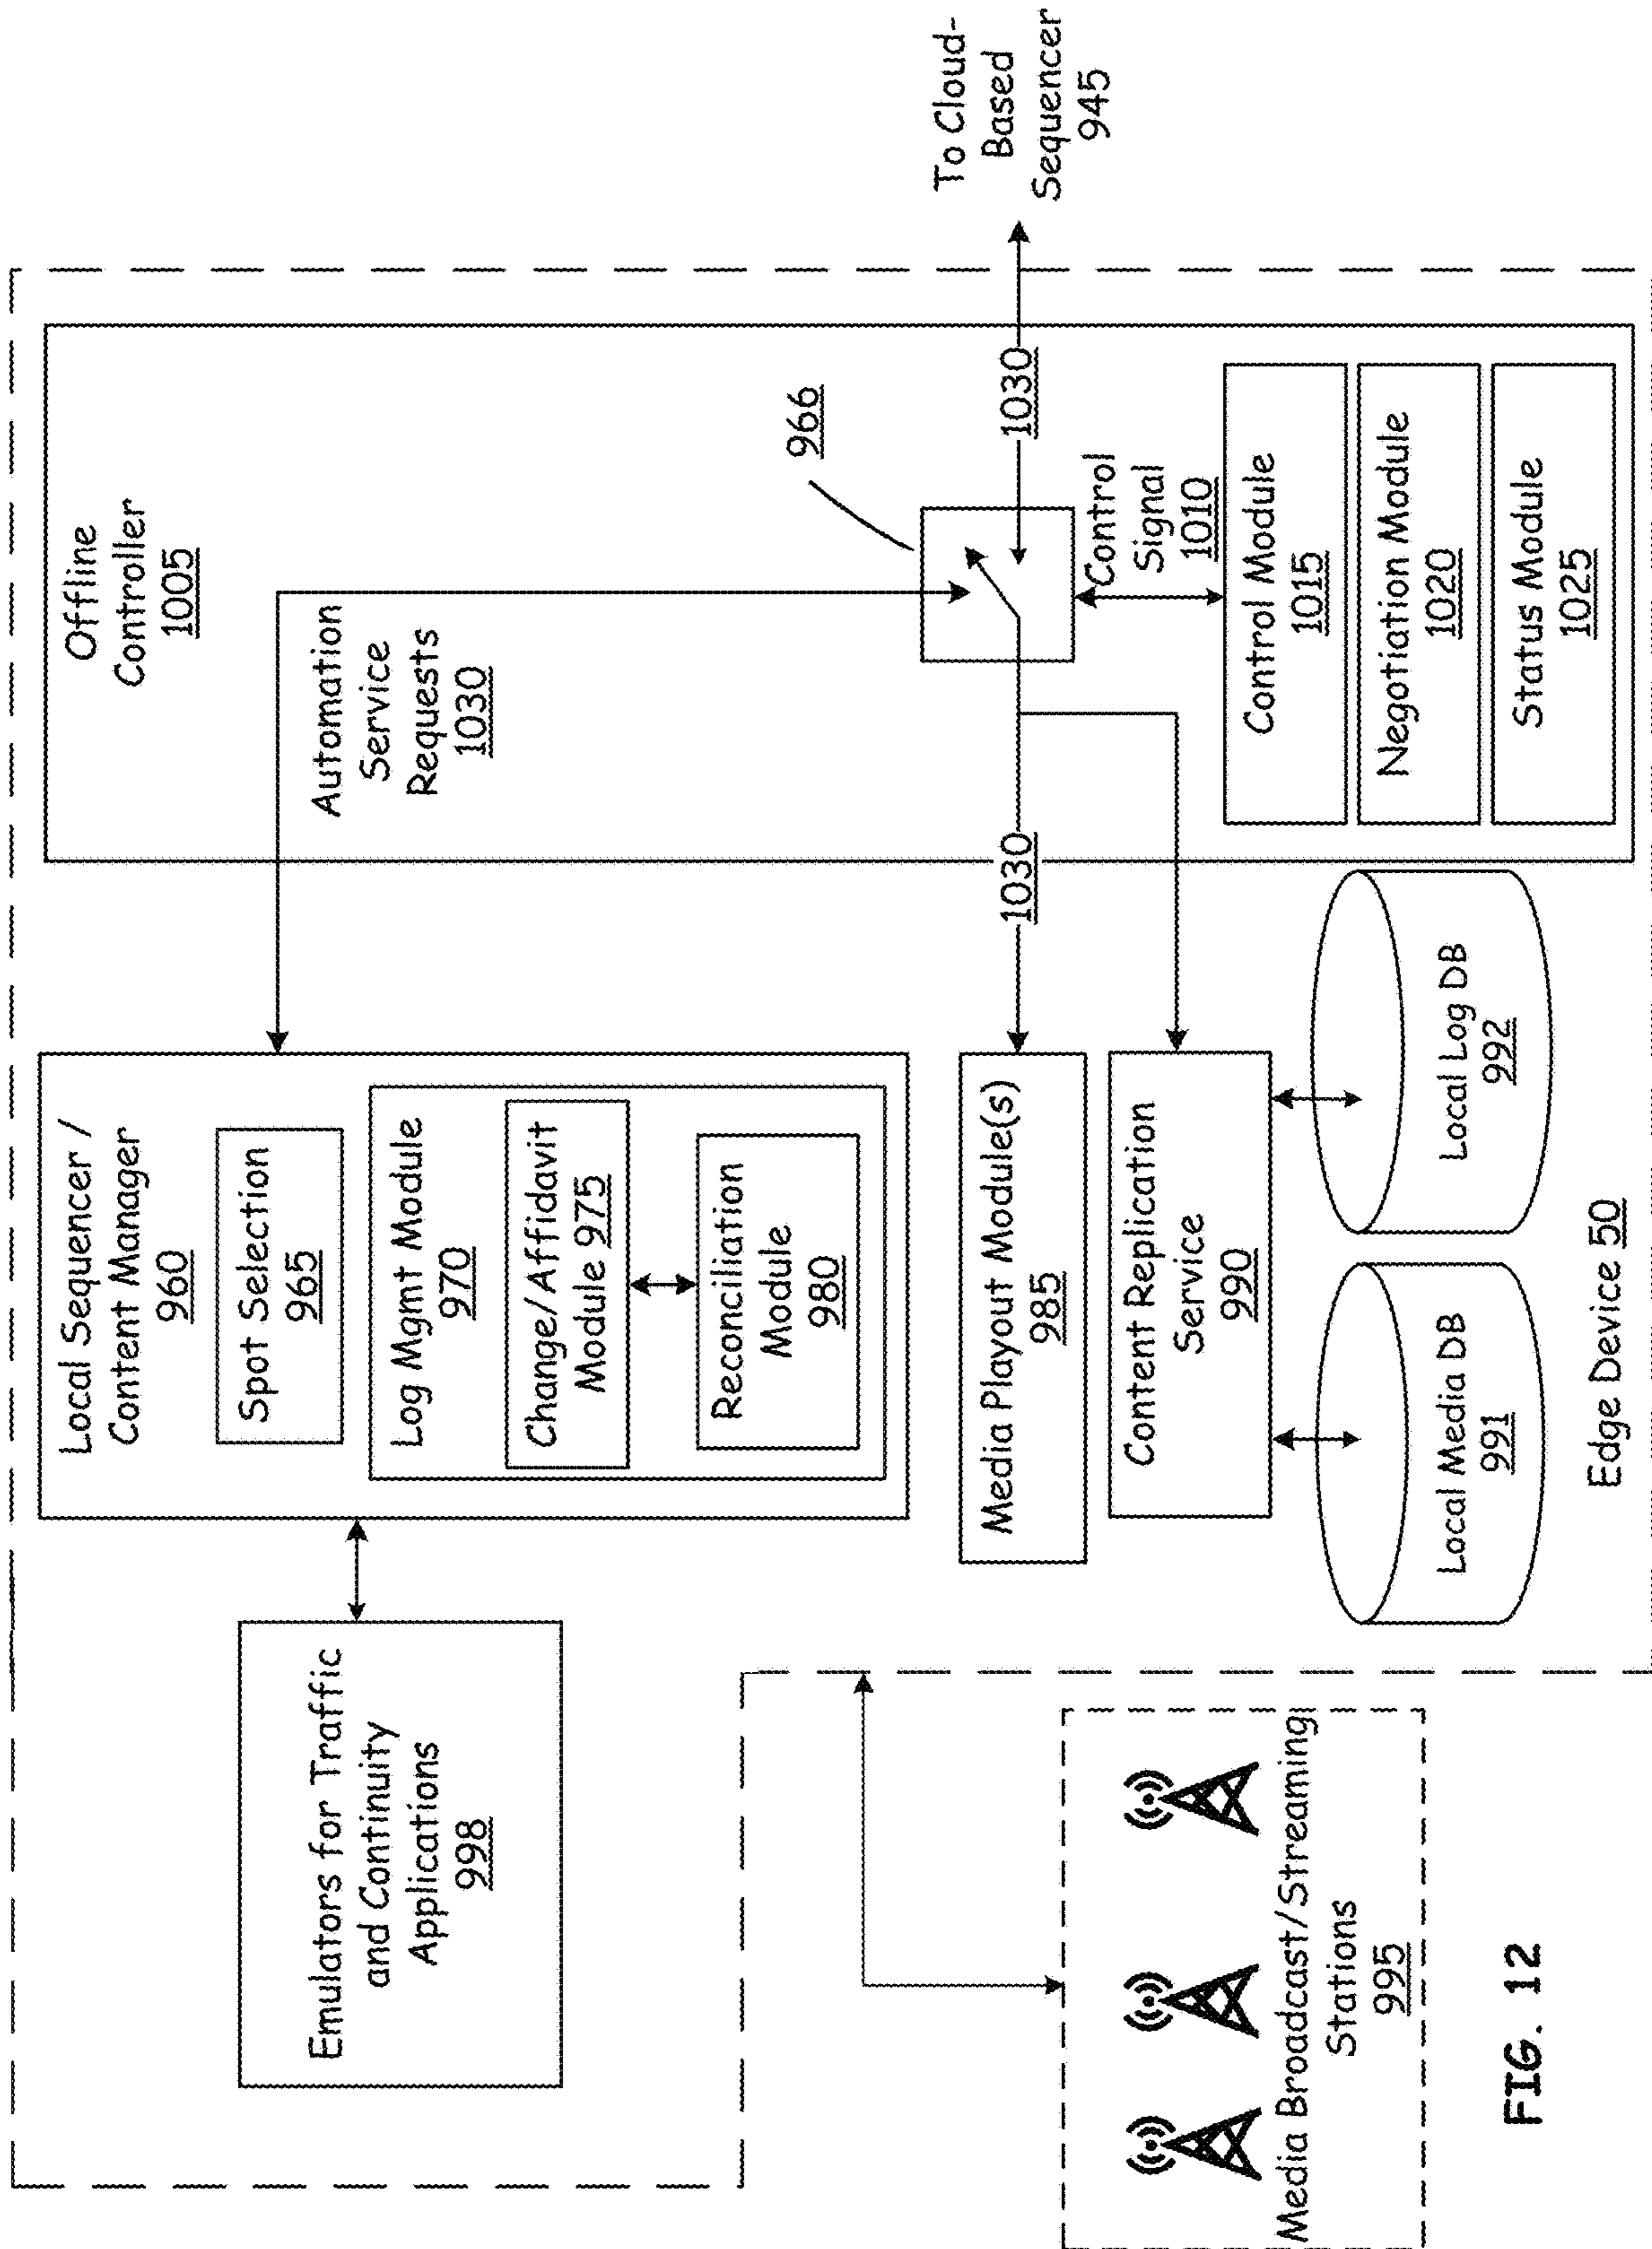 Emulators for Traffic
and Continuity
Applications
998
Local Sequencer /
Content Manager
960
Spot Selection
965
Log Mgmt Module
970
Change/Affidavit
Module 975
Reconciliation
Module
980
Offline
Controller
1005
Automation
Service
Requests
1030
966
1030
1030
To Cloud-
Based
Sequencer
945
Control
Signal
1010
Control Module
1015
Negotiation Module
1020
Status Module
1025
Media Playout Module(s)
985
Content Replication
Service
990
Local Media DB
991
Local Log DB
992
Edge Device 50
Media Broadcast/Streaming
Stations
995
FIG. 12